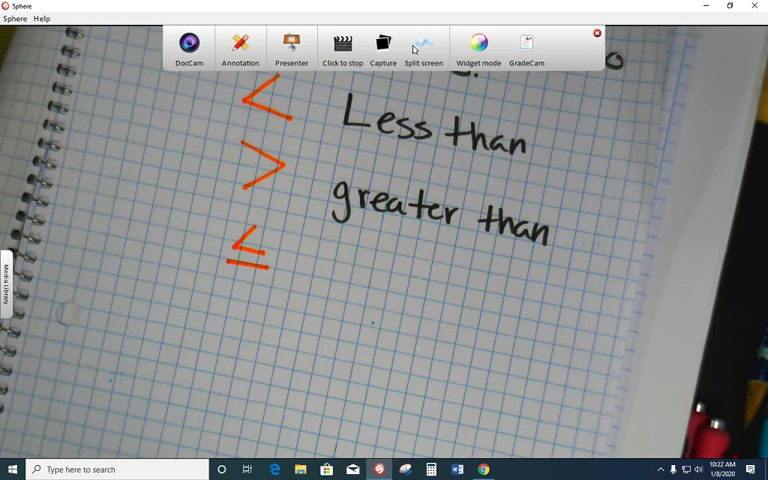 Sphere
Sphere Help
DocCam Annotation Presenter Click to stop Capture Split screen Widget mode GradeCam
< Less than
> greater than
≤
Media Library
Type here to search
10:22 AM
1/8/2020